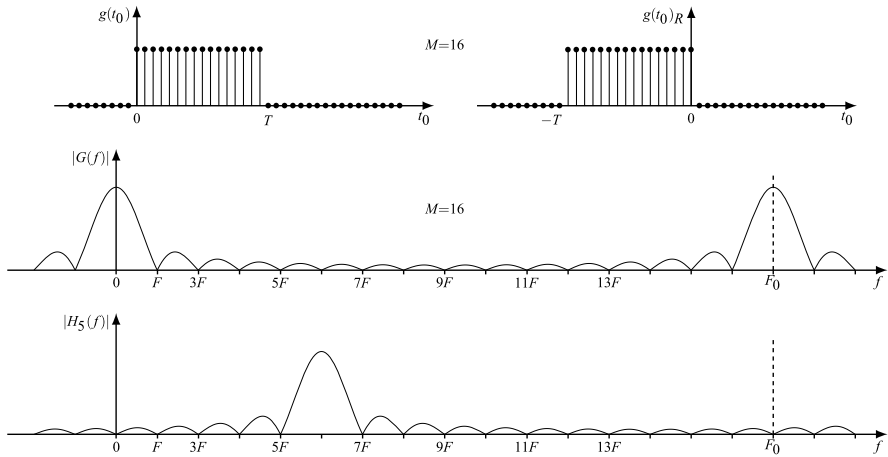 g(t₀) M=16 g(t₀)R
0 T t₀ −T 0 t₀
|G(f)|
M=16
0 F 3F 5F 7F 9F 11F 13F F₀ f
|H₅(f)|
0 F 3F 5F 7F 9F 11F 13F F₀ f